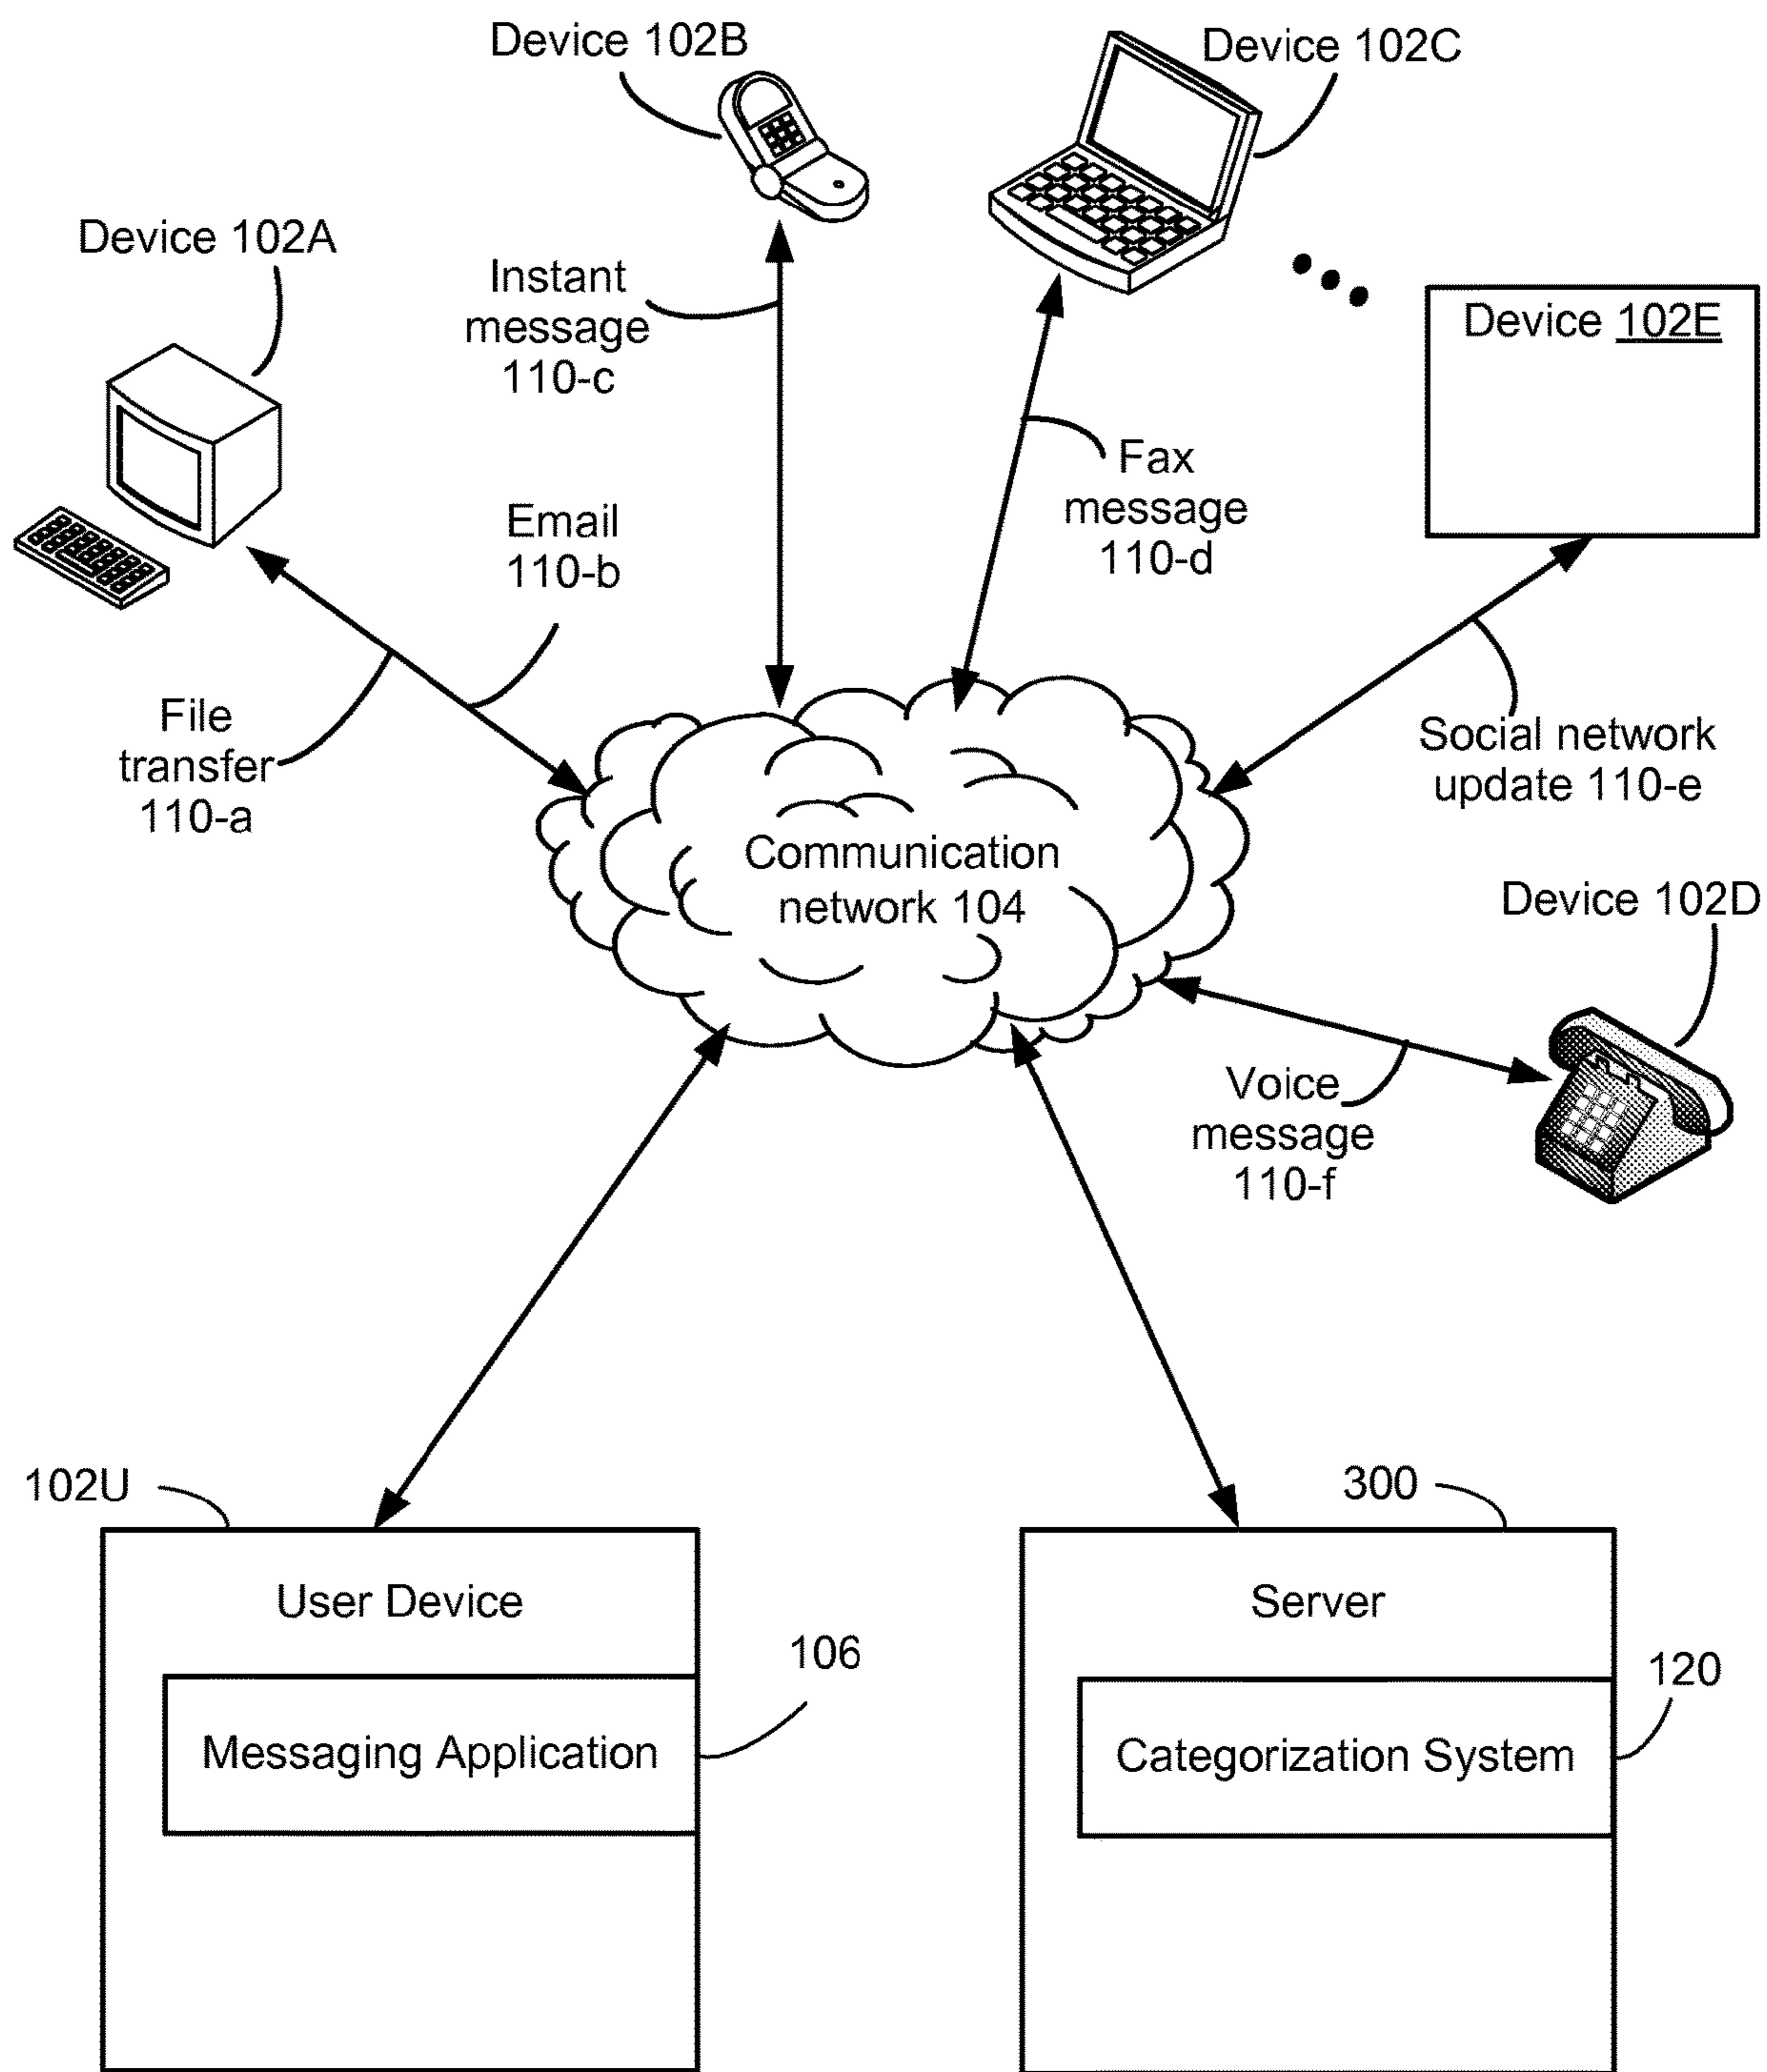 Device 102B
Device 102C
Device 102A
Instant
message
110-c
Device 102E
Fax
message
110-d
Email
110-b
File
transfer
110-a
Social network
update 110-e
Communication
network 104
Device 102D
Voice
message
110-f
102U
300
User Device
Server
106
120
Messaging Application
Categorization System